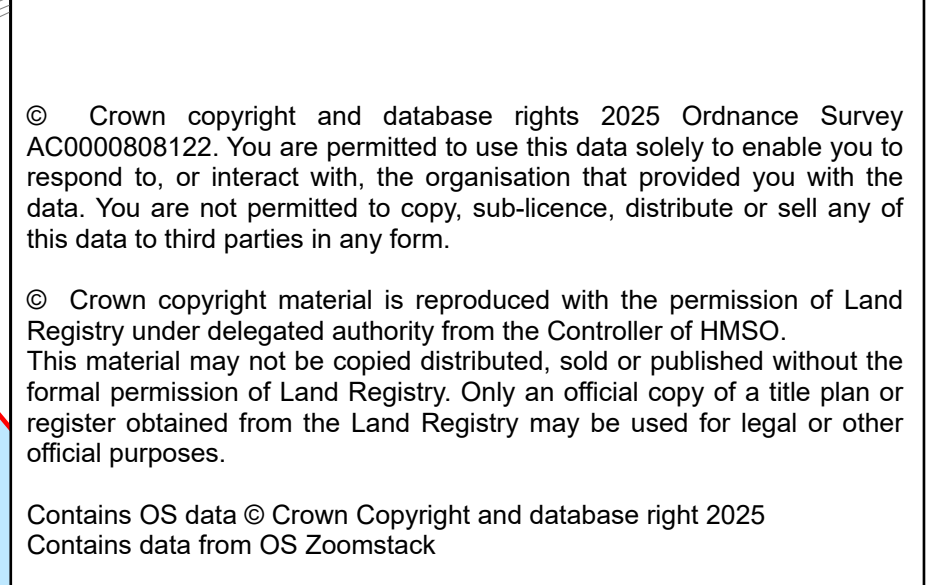 © Crown copyright and database rights 2025 Ordnance Survey
AC0000808122. You are permitted to use this data solely to enable you to
respond to, or interact with, the organisation that provided you with the
data. You are not permitted to copy, sub-licence, distribute or sell any of
this data to third parties in any form.
© Crown copyright material is reproduced with the permission of Land
Registry under delegated authority from the Controller of HMSO.
This material may not be copied distributed, sold or published without the
formal permission of Land Registry. Only an official copy of a title plan or
register obtained from the Land Registry may be used for legal or other
official purposes.
Contains OS data © Crown Copyright and database right 2025
Contains data from OS Zoomstack